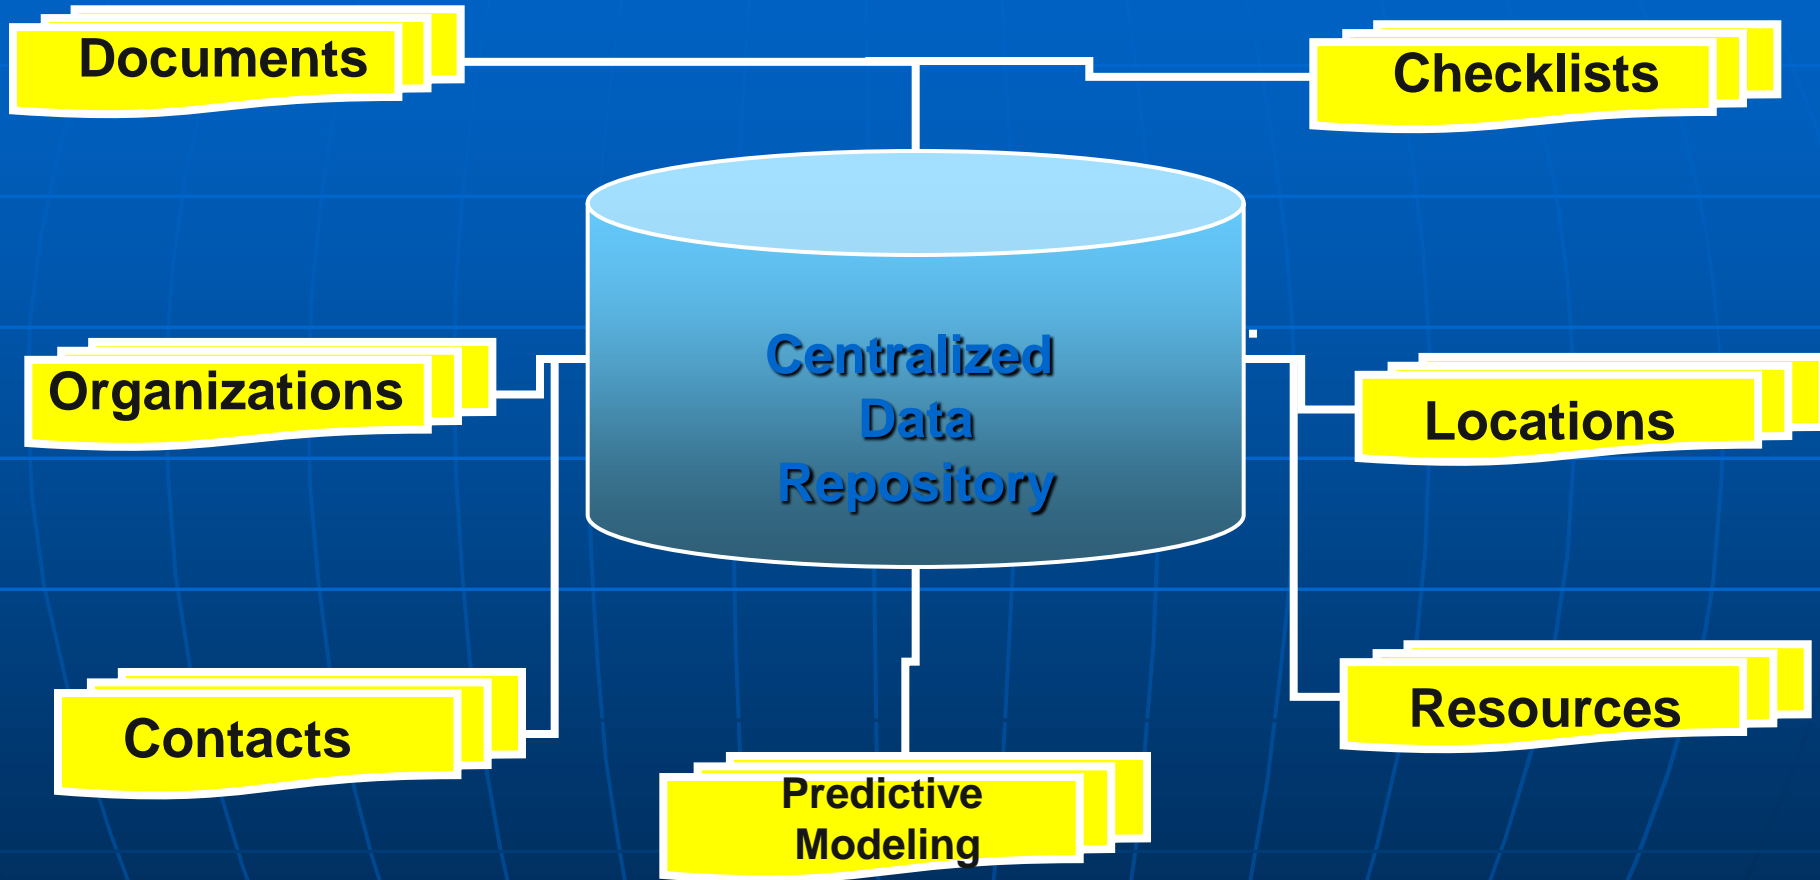 Documents
Checklists
Centralized
Data
Repository
Organizations
Locations
Contacts
Resources
Predictive
Modeling